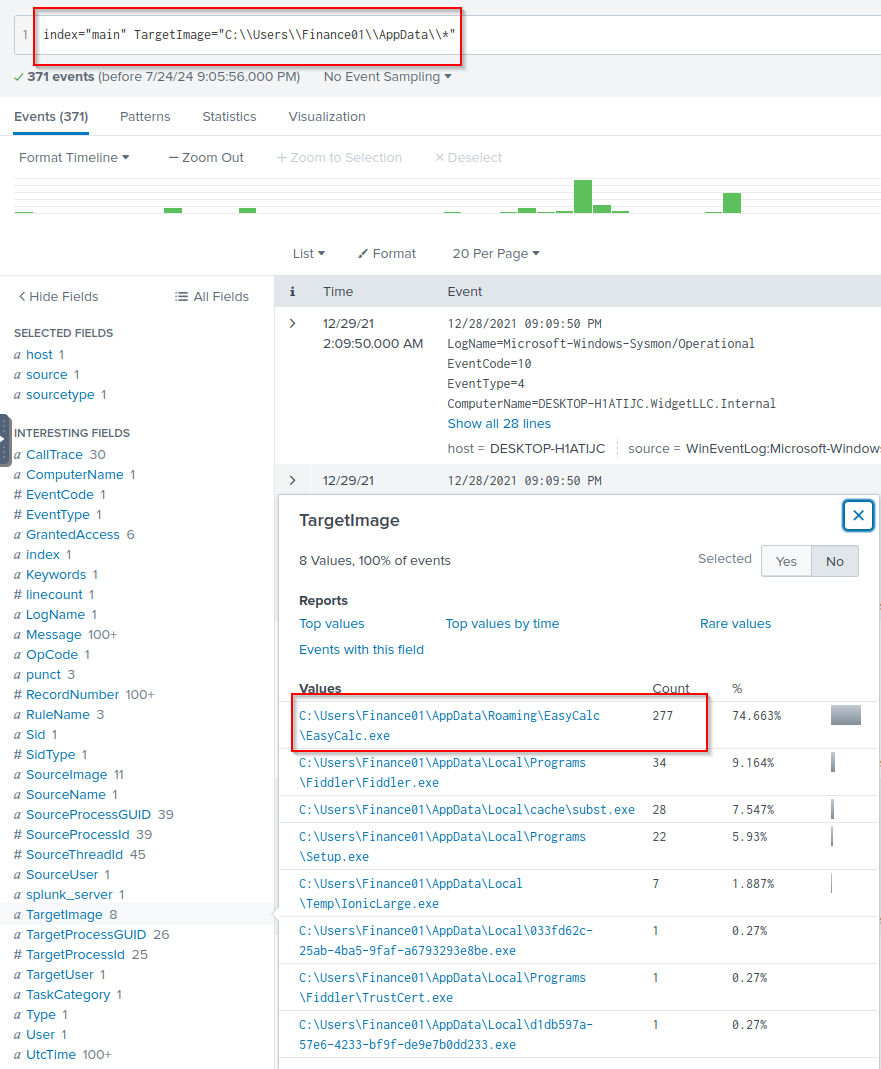 1 index="main" TargetImage="C:\\Users\\Finance01\\AppData\\*"
371 events (before 7/24/24 9:05:56.000 PM) No Event Sampling
Events (371) Patterns Statistics Visualization
Format Timeline – Zoom Out + Zoom to Selection × Deselect
List Format 20 Per Page
Hide Fields All Fields
i Time Event
SELECTED FIELDS
a host 1
a source 1
a sourcetype 1
INTERESTING FIELDS
a CallTrace 30
a ComputerName 1
# EventCode 1
# EventType 1
a GrantedAccess 6
a index 1
a Keywords 1
# linecount 1
a LogName 1
a Message 100+
a OpCode 1
a punct 3
# RecordNumber 100+
a RuleName 3
a Sid 1
# SidType 1
a SourceImage 11
a SourceName 1
a SourceProcessGUID 39
# SourceProcessId 39
# SourceThreadId 45
a SourceUser 1
a splunk_server 1
a TargetImage 8
a TargetProcessGUID 26
# TargetProcessId 25
a TargetUser 1
a TaskCategory 1
a Type 1
a User 1
a UtcTime 100+
12/29/21
2:09:50.000 AM
12/28/2021 09:09:50 PM
LogName=Microsoft-Windows-Sysmon/Operational
EventCode=10
EventType=4
ComputerName=DESKTOP-H1ATIJC.WidgetLLC.Internal
Show all 28 lines
host = DESKTOP-H1ATIJC source = WinEventLog:Microsoft-Window
12/29/21 12/28/2021 09:09:50 PM
TargetImage ×
8 Values, 100% of events Selected Yes No
Reports
Top values Top values by time Rare values
Events with this field
Values Count %
C:\Users\Finance01\AppData\Roaming\EasyCalc 277 74.663%
\EasyCalc.exe
C:\Users\Finance01\AppData\Local\Programs 34 9.164%
\Fiddler\Fiddler.exe
C:\Users\Finance01\AppData\Local\cache\subst.exe 28 7.547%
C:\Users\Finance01\AppData\Local\Programs 22 5.93%
\Setup.exe
C:\Users\Finance01\AppData\Local 7 1.887%
\Temp\IonicLarge.exe
C:\Users\Finance01\AppData\Local\033fd62c- 1 0.27%
25ab-4ba5-9faf-a6793293e8be.exe
C:\Users\Finance01\AppData\Local\Programs 1 0.27%
\Fiddler\TrustCert.exe
C:\Users\Finance01\AppData\Local\d1db597a- 1 0.27%
57e6-4233-bf9f-de9e7b0dd233.exe